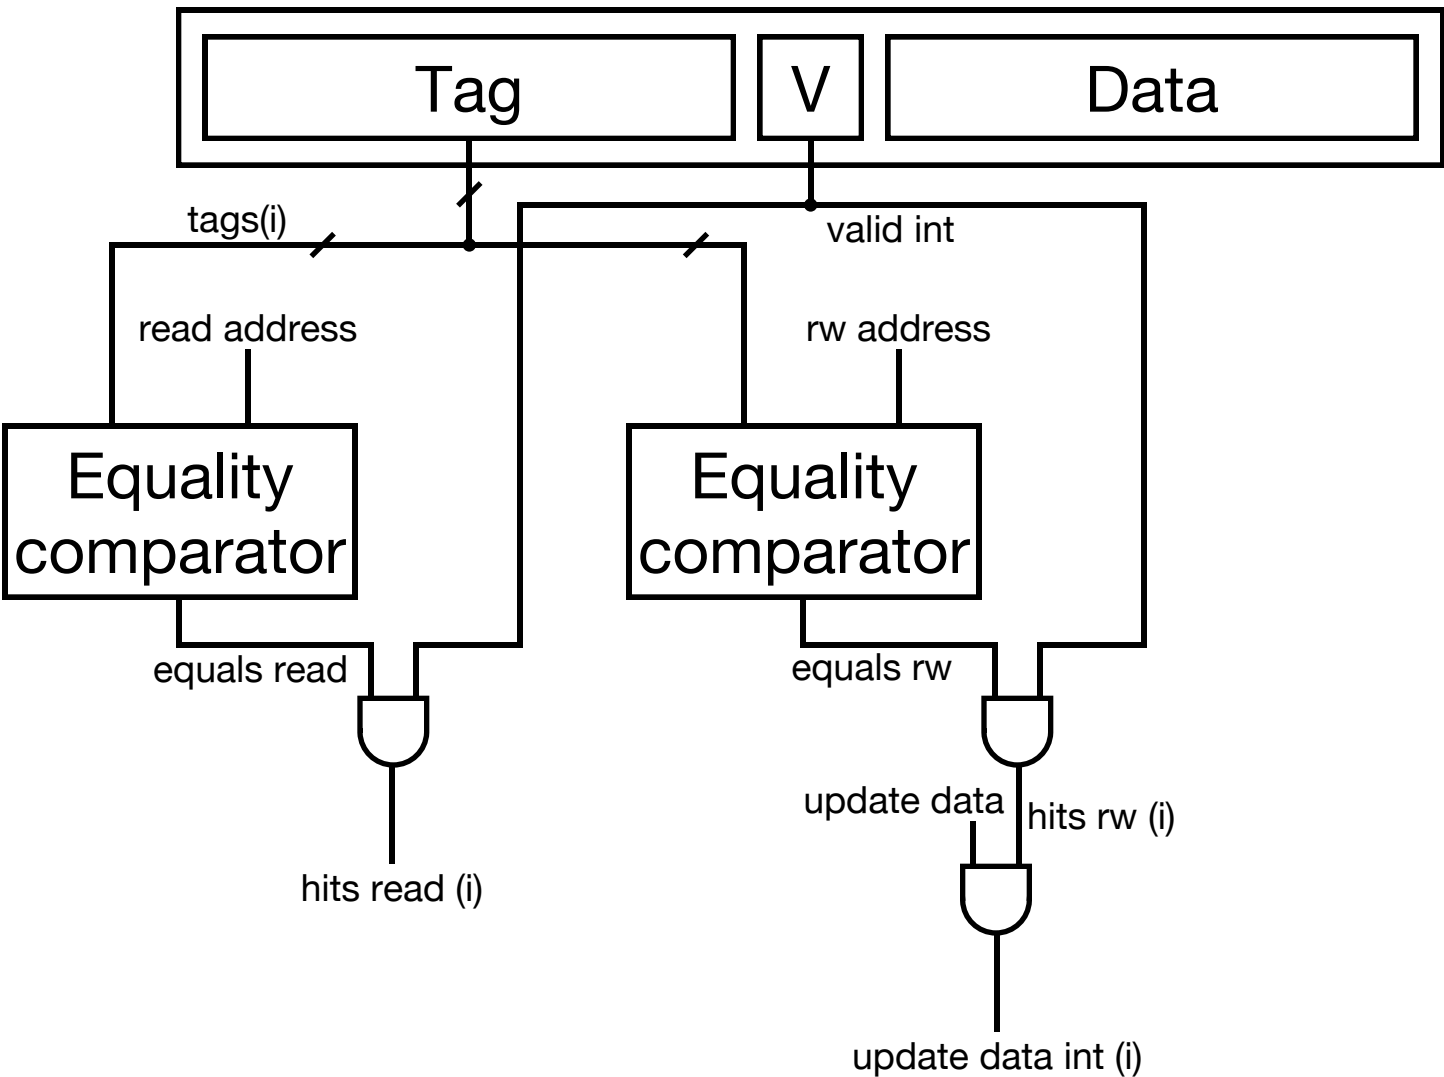 Tag
V
Data
tags(i)
valid int
read address
rw address
Equality
comparator
Equality
comparator
equals read
equals rw
update data
hits rw (i)
hits read (i)
update data int (i)